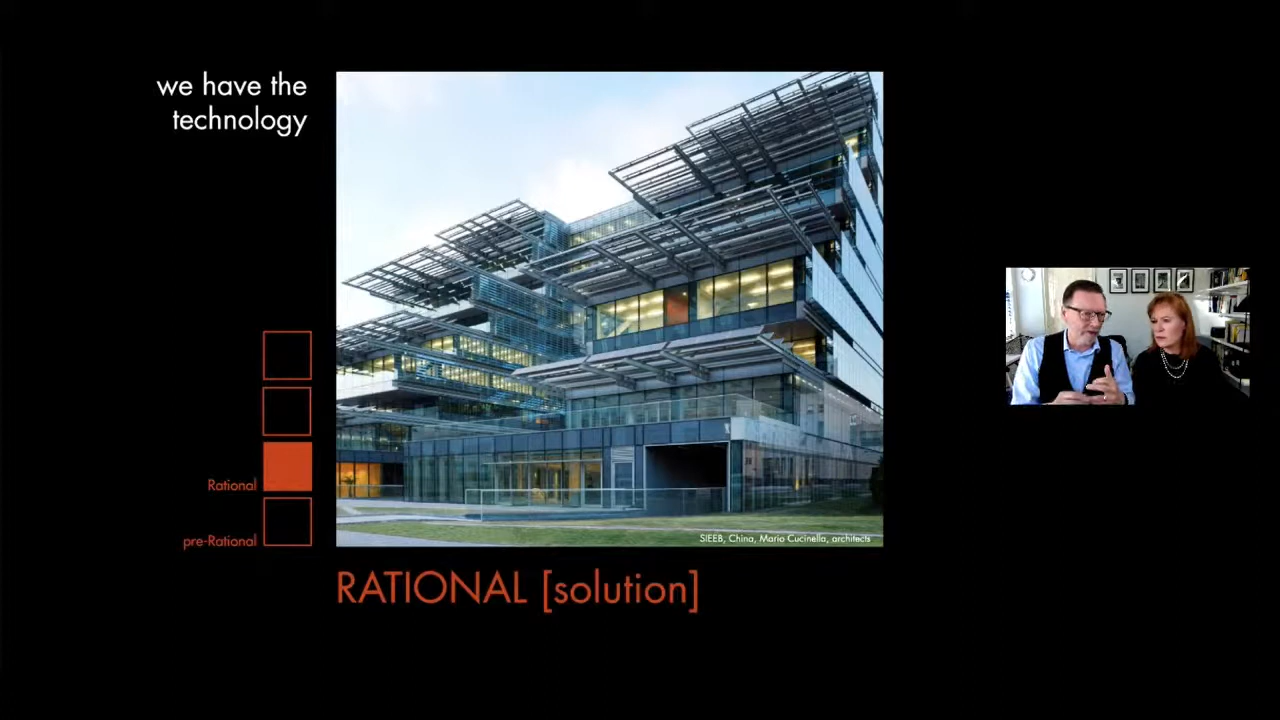 we have the
technology
Rational
pre-Rational
SIEEB, China, Mario Cucinella, architects
RATIONAL [solution]